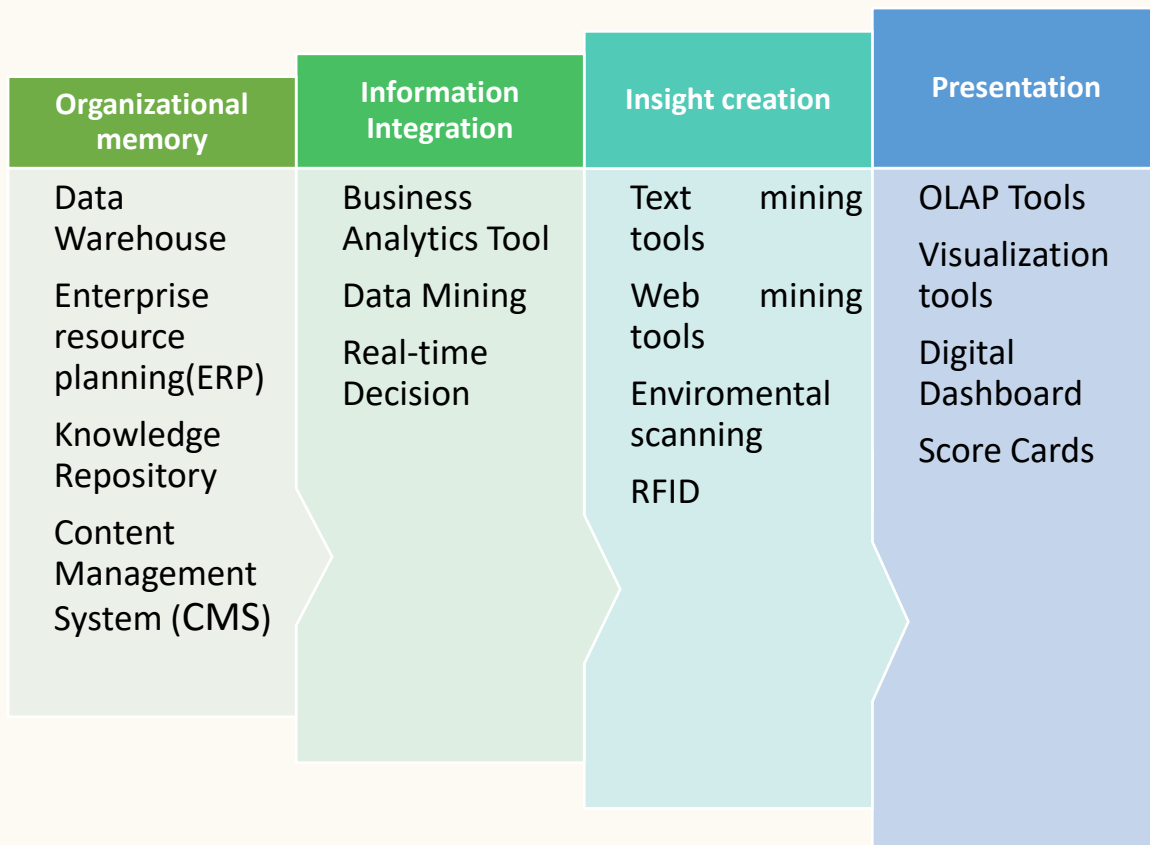 Organizational
memory
Data
Warehouse
Enterprise
resource
planning(ERP)
Knowledge
Repository
Content
Management
System (CMS)
Information
Integration
Business
Analytics Tool
Data Mining
Real-time
Decision
Insight creation
Text mining
tools
Web mining
tools
Enviromental
scanning
RFID
Presentation
OLAP Tools
Visualization
tools
Digital
Dashboard
Score Cards